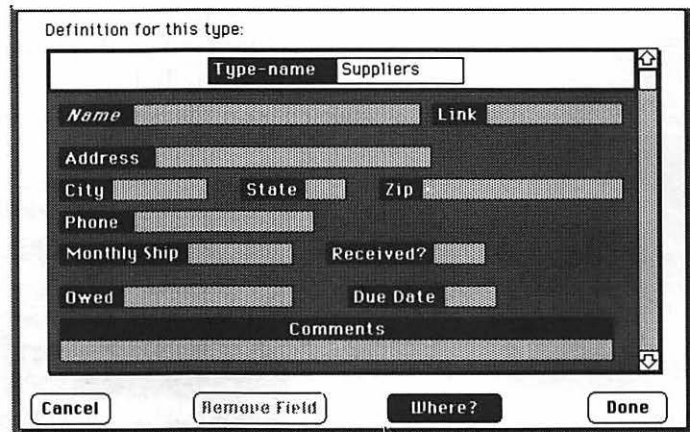 Definition for this type:
Type-name Suppliers
Name Link
Address
City State Zip
Phone
Monthly Ship Received?
Owed Due Date
Comments
Cancel Remove Field Where? Done